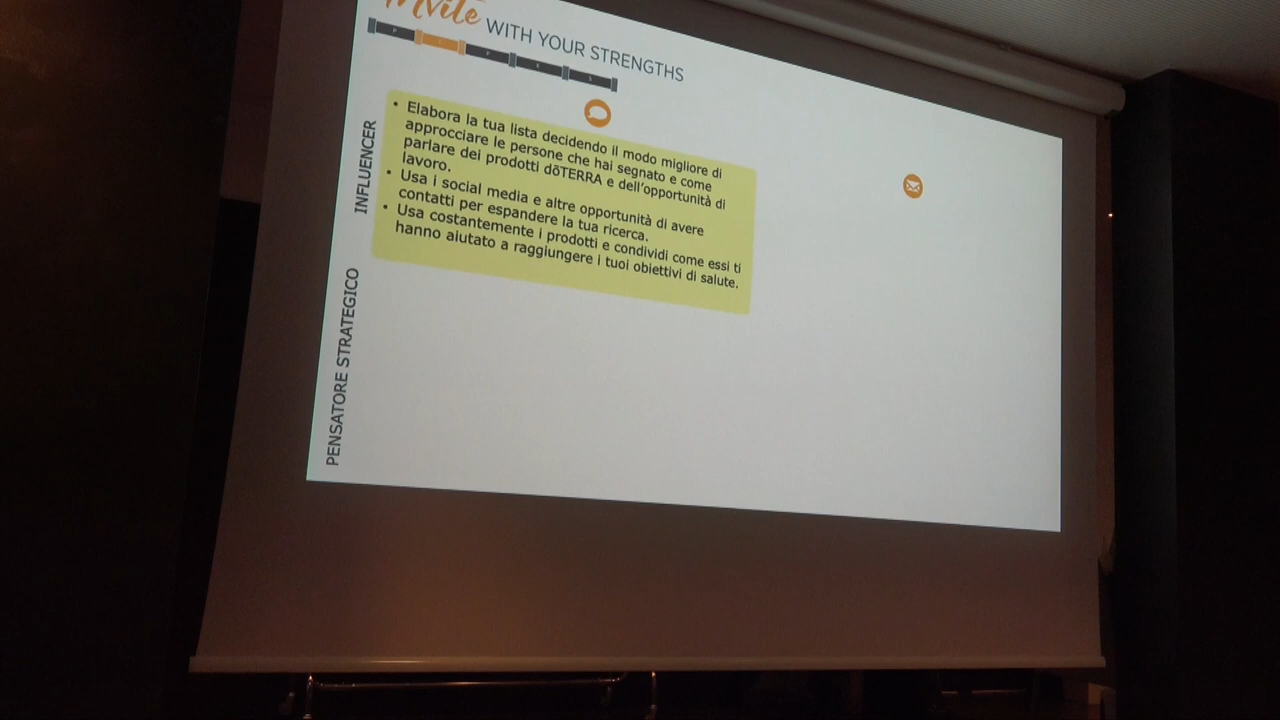 Invite WITH YOUR STRENGTHS
P I P E L
INFLUENCER
• Elabora la tua lista decidendo il modo migliore di
approcciare le persone che hai segnato e come
parlare dei prodotti dōTERRA e dell'opportunità di
lavoro.
• Usa i social media e altre opportunità di avere
contatti per espandere la tua ricerca.
• Usa costantemente i prodotti e condividi come essi ti
hanno aiutato a raggiungere i tuoi obiettivi di salute.
PENSATORE STRATEGICO